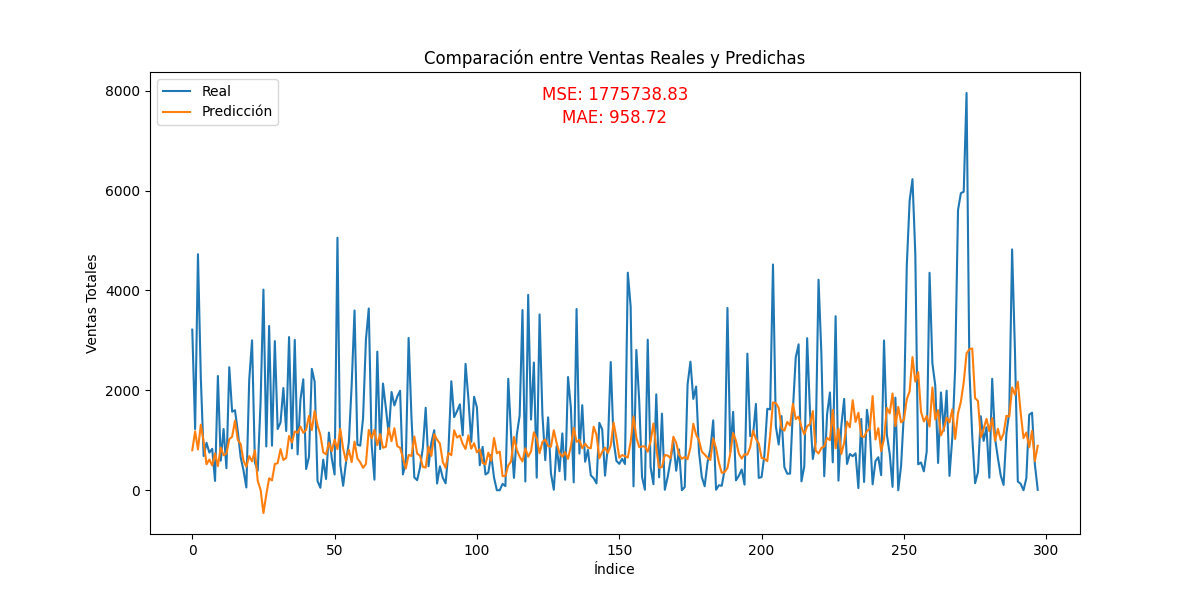 Comparación entre Ventas Reales y Predichas
Real
Predicción
MSE: 1775738.83
MAE: 958.72
Ventas Totales
8000
6000
4000
2000
0
0
50
100
150
200
250
300
Índice